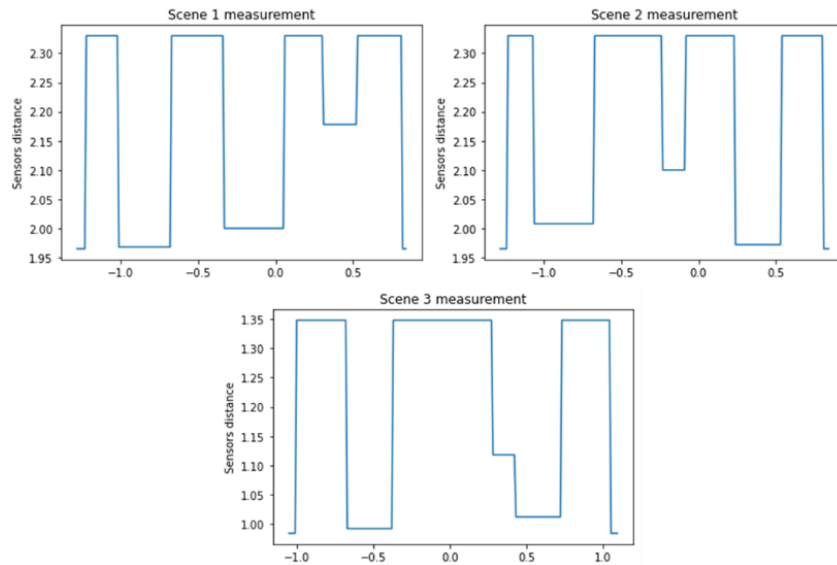 Scene 1 measurement
Sensors distance
2.30
2.25
2.20
2.15
2.10
2.05
2.00
1.95
−1.0 −0.5 0.0 0.5
Scene 2 measurement
Sensors distance
2.30
2.25
2.20
2.15
2.10
2.05
2.00
1.95
−1.0 −0.5 0.0 0.5
Scene 3 measurement
Sensors distance
1.35
1.30
1.25
1.20
1.15
1.10
1.05
1.00
−1.0 −0.5 0.0 0.5 1.0